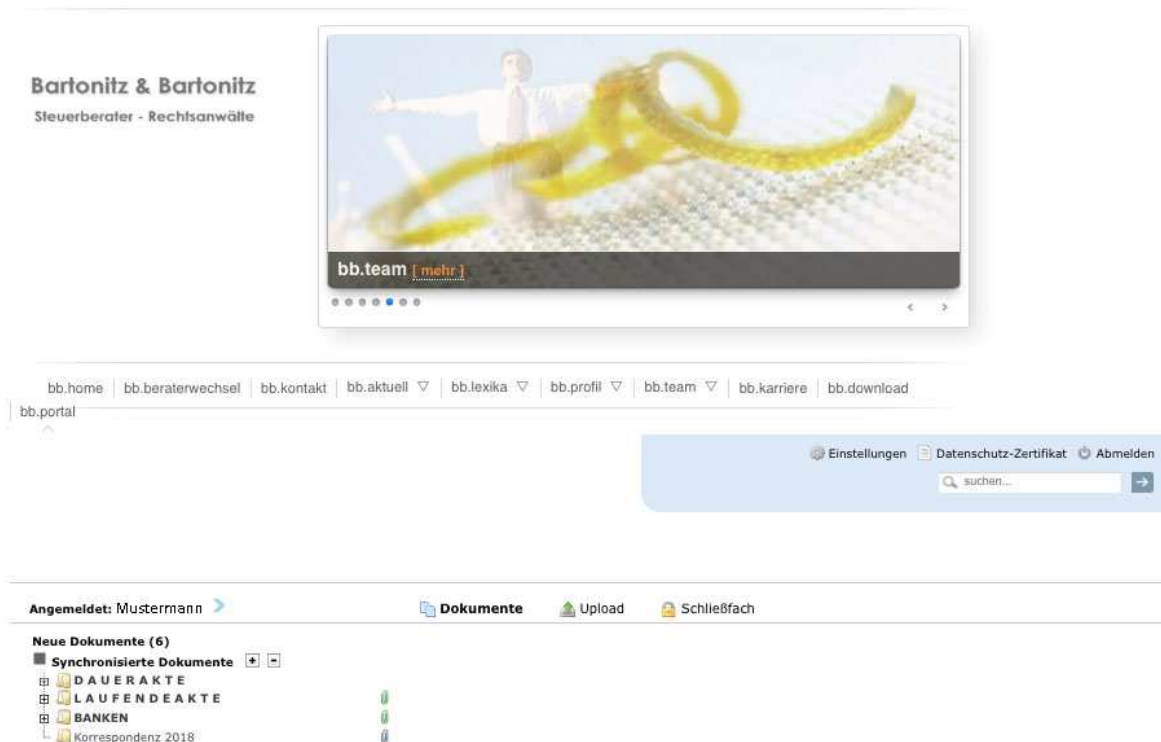 Bartonitz & Bartonitz
Steuerberater - Rechtsanwälte
bb.team [ mehr ]
bb.home bb.beraterwechsel bb.kontakt bb.aktuell ▽ bb.lexika ▽ bb.profil ▽ bb.team ▽ bb.karriere bb.download
bb.portal
Einstellungen Datenschutz-Zertifikat Abmelden
suchen...
Angemeldet: Mustermann Dokumente Upload Schließfach
Neue Dokumente (6)
Synchronisierte Dokumente + -
D A U E R A K T E
L A U F E N D E A K T E
BANKEN
Korrespondenz 2018